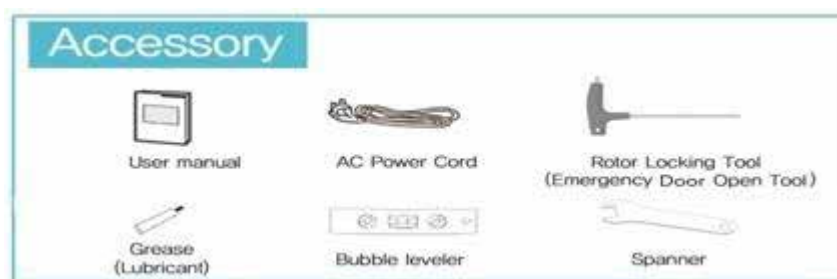 Accessory
User manual
AC Power Cord
Rotor Locking Tool
(Emergency Door Open Tool)
Grease
(Lubricant)
Bubble leveler
Spanner